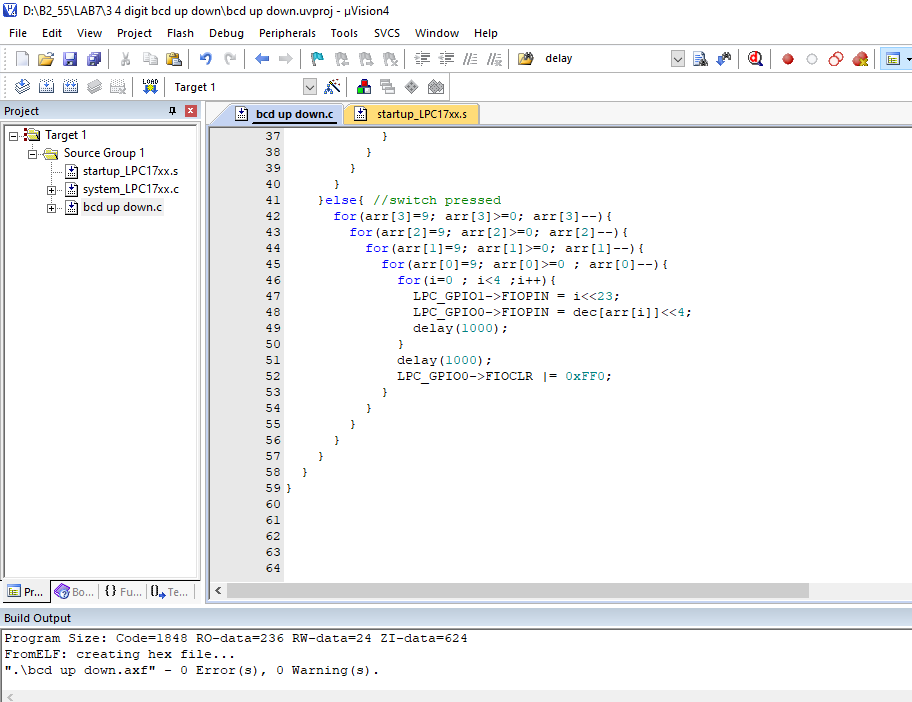 D:\B2_55\LAB7\3 4 digit bcd up down\bcd up down.uvproj - µVision4
File Edit View Project Flash Debug Peripherals Tools SVCS Window Help
delay
LOAD Target 1
Project
bcd up down.c startup_LPC17xx.s
Target 1
Source Group 1
startup_LPC17xx.s
system_LPC17xx.c
bcd up down.c
37 }
38 }
39 }
40 }
41 }else{ //switch pressed
42 for(arr[3]=9; arr[3]>=0; arr[3]--){
43 for(arr[2]=9; arr[2]>=0; arr[2]--){
44 for(arr[1]=9; arr[1]>=0; arr[1]--){
45 for(arr[0]=9; arr[0]>=0 ; arr[0]--){
46 for(i=0 ; i<4 ;i++){
47 LPC_GPIO1->FIOPIN = i<<23;
48 LPC_GPIO0->FIOPIN = dec[arr[i]]<<4;
49 delay(1000);
50 }
51 delay(1000);
52 LPC_GPIO0->FIOCLR |= 0xFF0;
53 }
54 }
55 }
56 }
57 }
58 }
59 }
60
61
62
63
64
Pr... Bo... {} Fu... 0 Te...
Build Output
Program Size: Code=1848 RO-data=236 RW-data=24 ZI-data=624
FromELF: creating hex file...
".\bcd up down.axf" - 0 Error(s), 0 Warning(s).